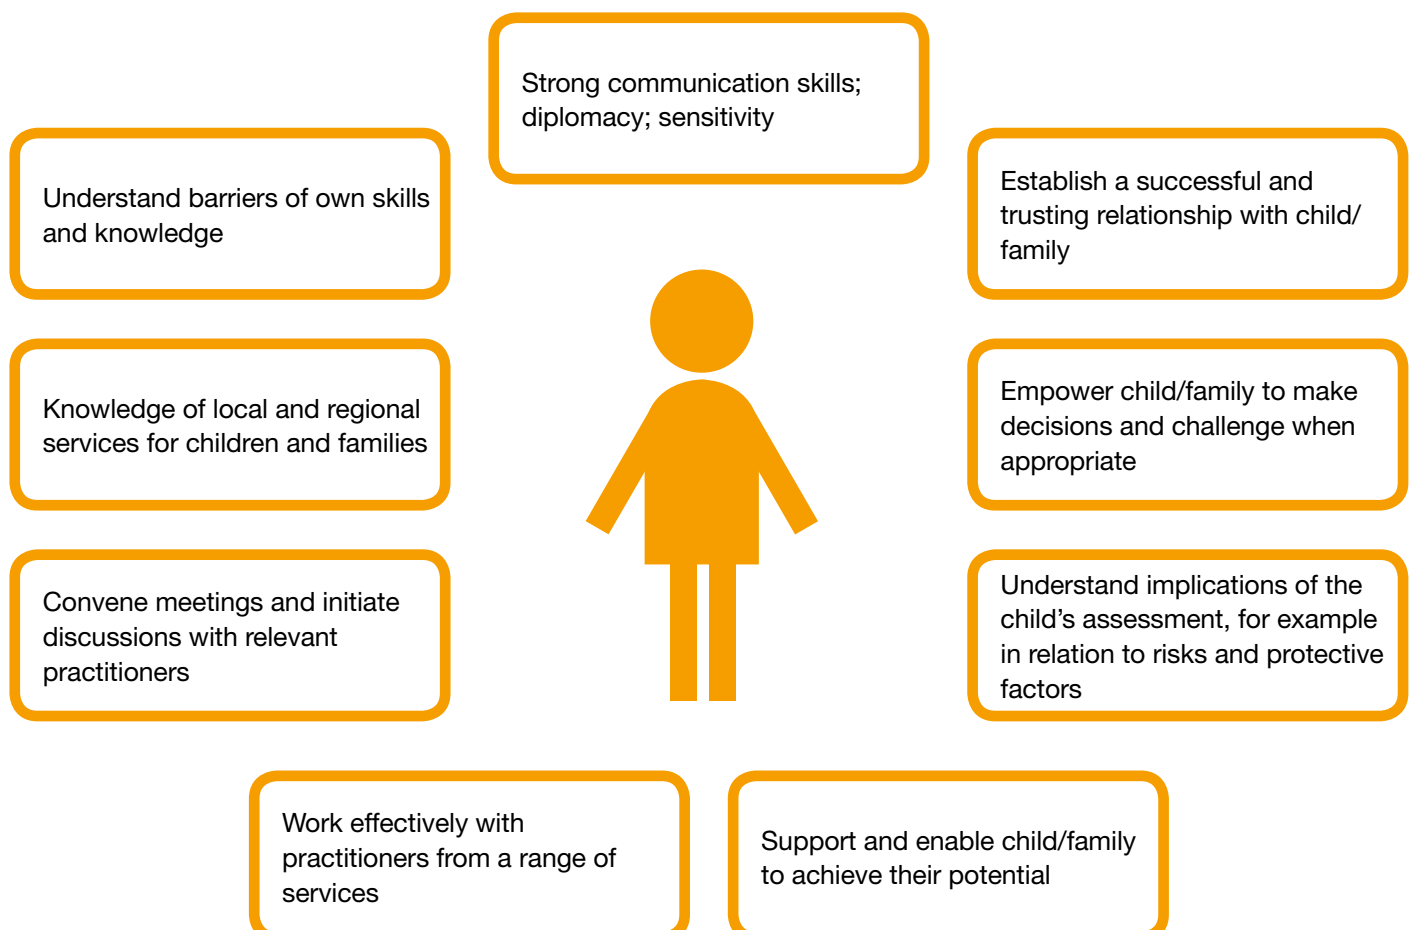 Strong communication skills;
diplomacy; sensitivity
Understand barriers of own skills
and knowledge
Establish a successful and
trusting relationship with child/
family
Knowledge of local and regional
services for children and families
Empower child/family to make
decisions and challenge when
appropriate
Convene meetings and initiate
discussions with relevant
practitioners
Understand implications of the
child’s assessment, for example
in relation to risks and protective
factors
Work effectively with
practitioners from a range of
services
Support and enable child/family
to achieve their potential